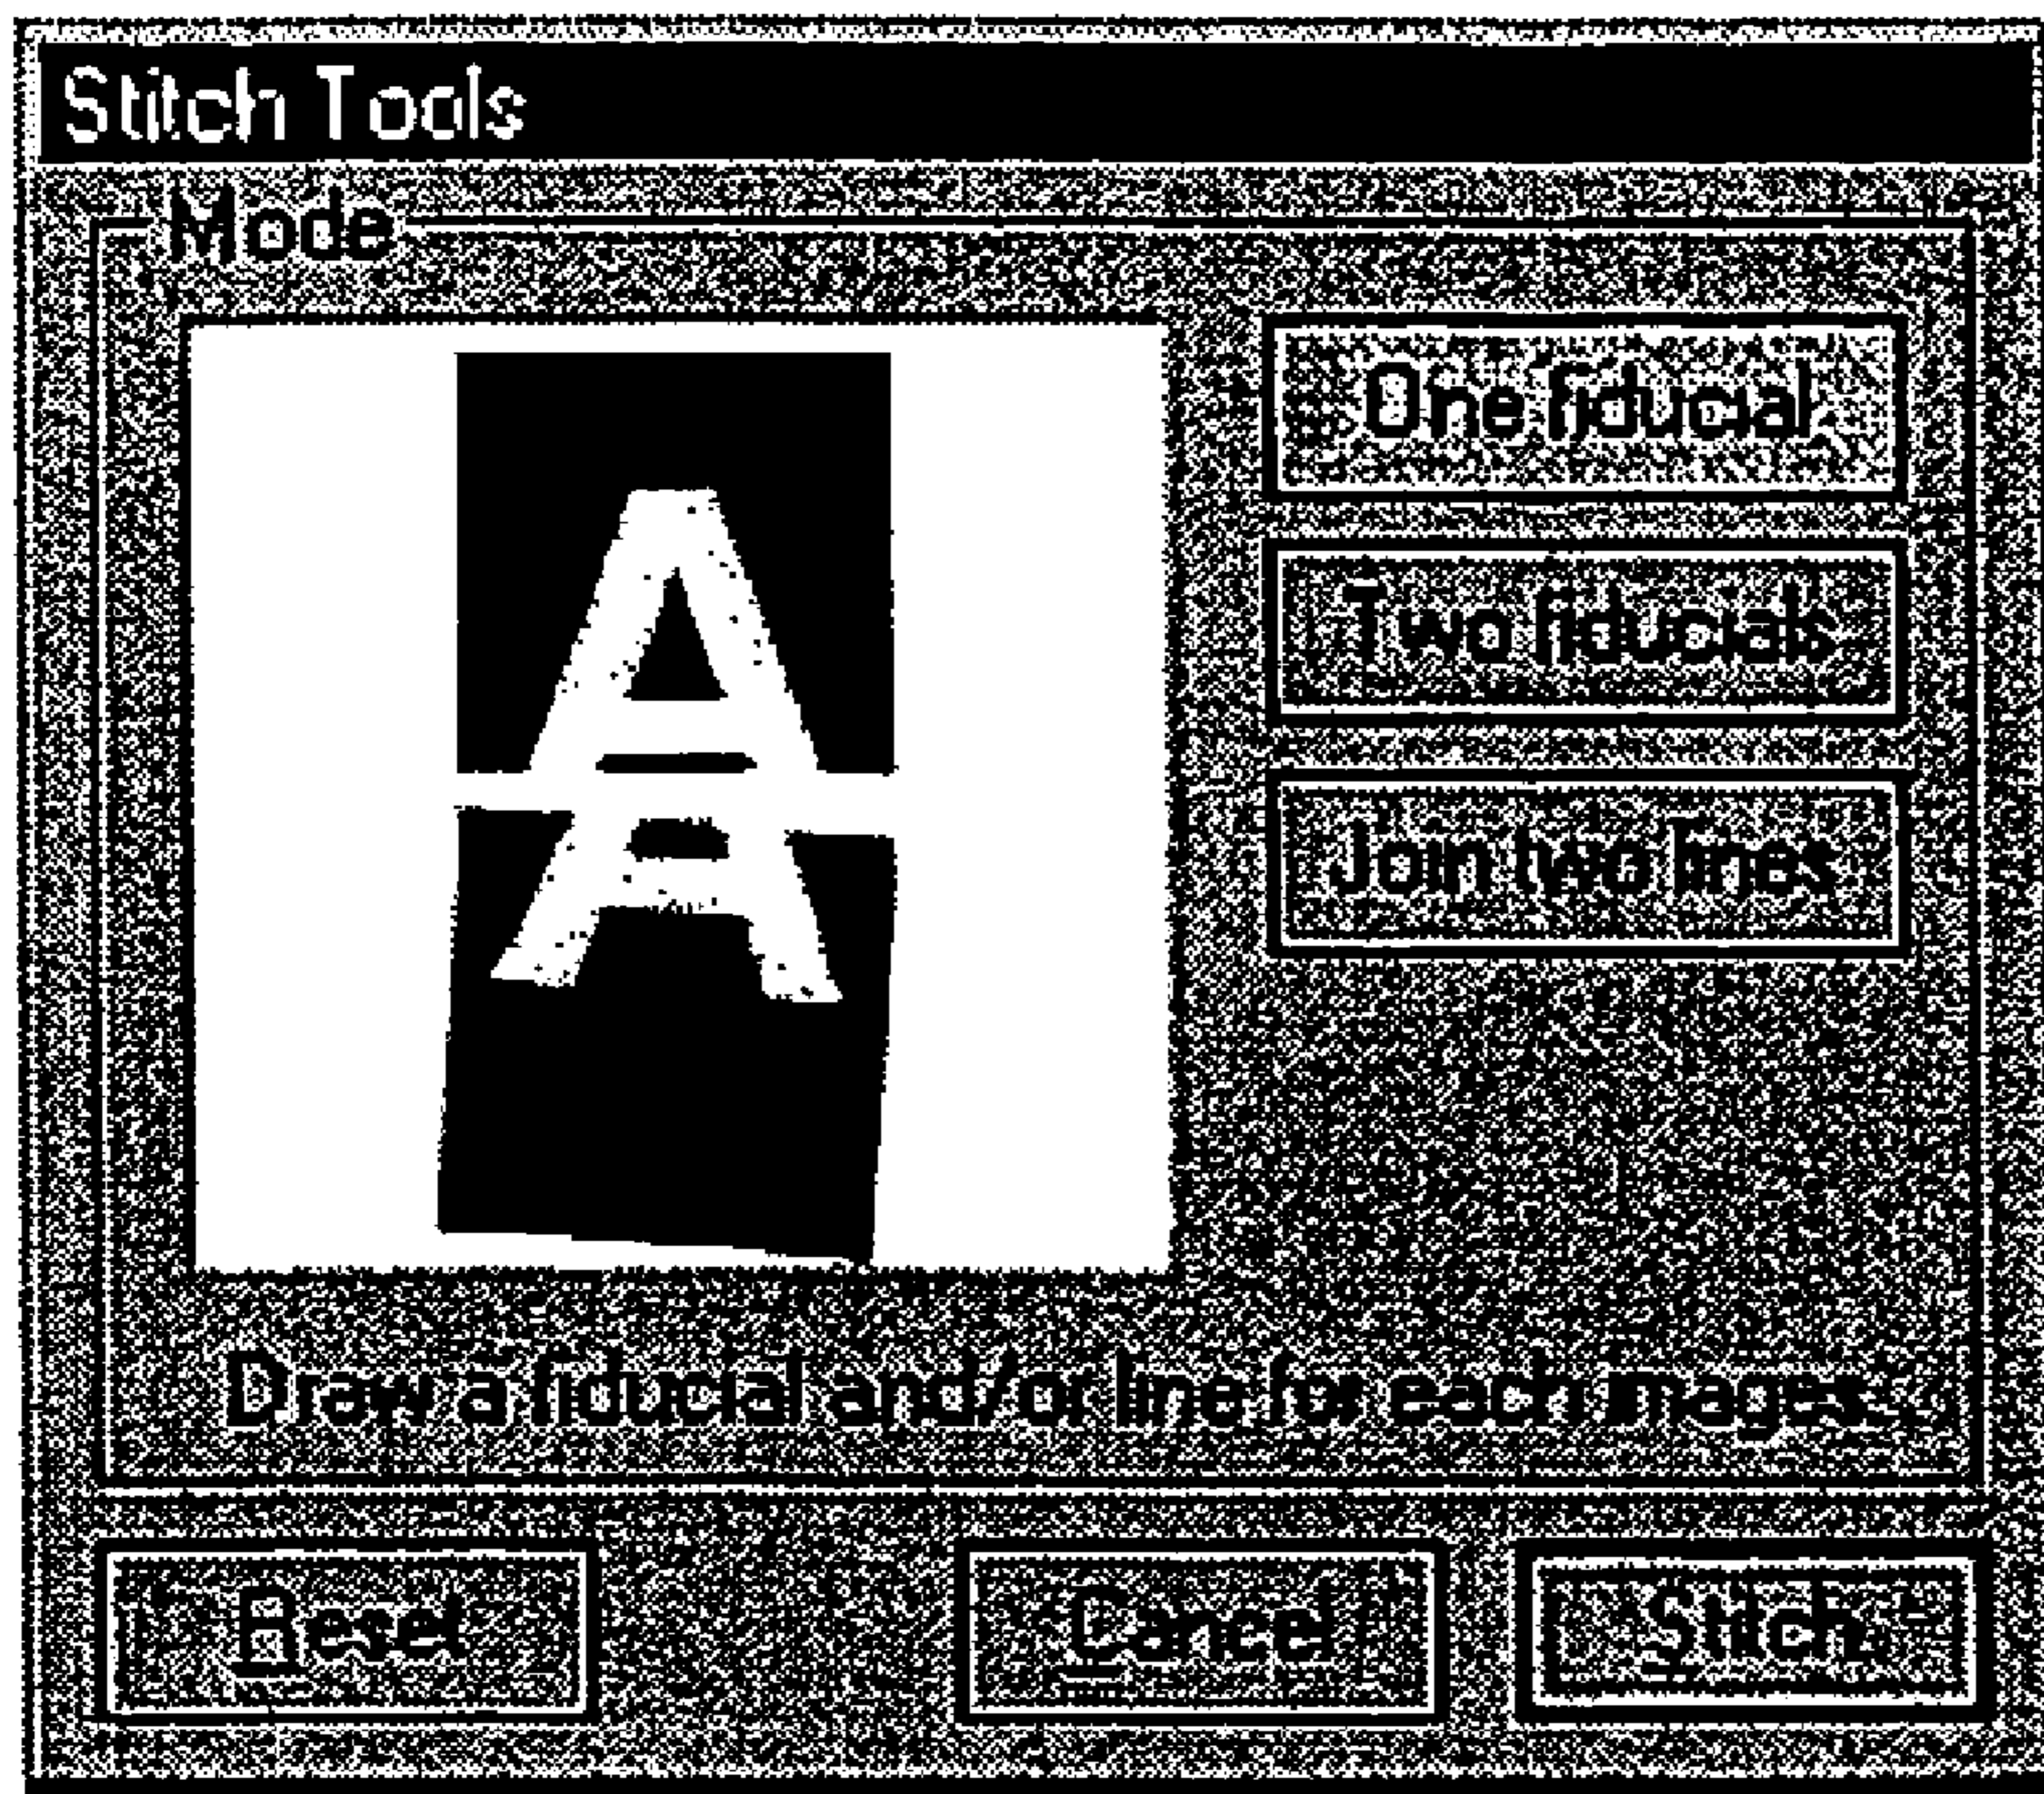 Stitch Tools
Mode
A
One fiducial
Two fiducials
Join two lines
Draw a fiducial and/or line for each images.
Reset
Cancel
Stitch